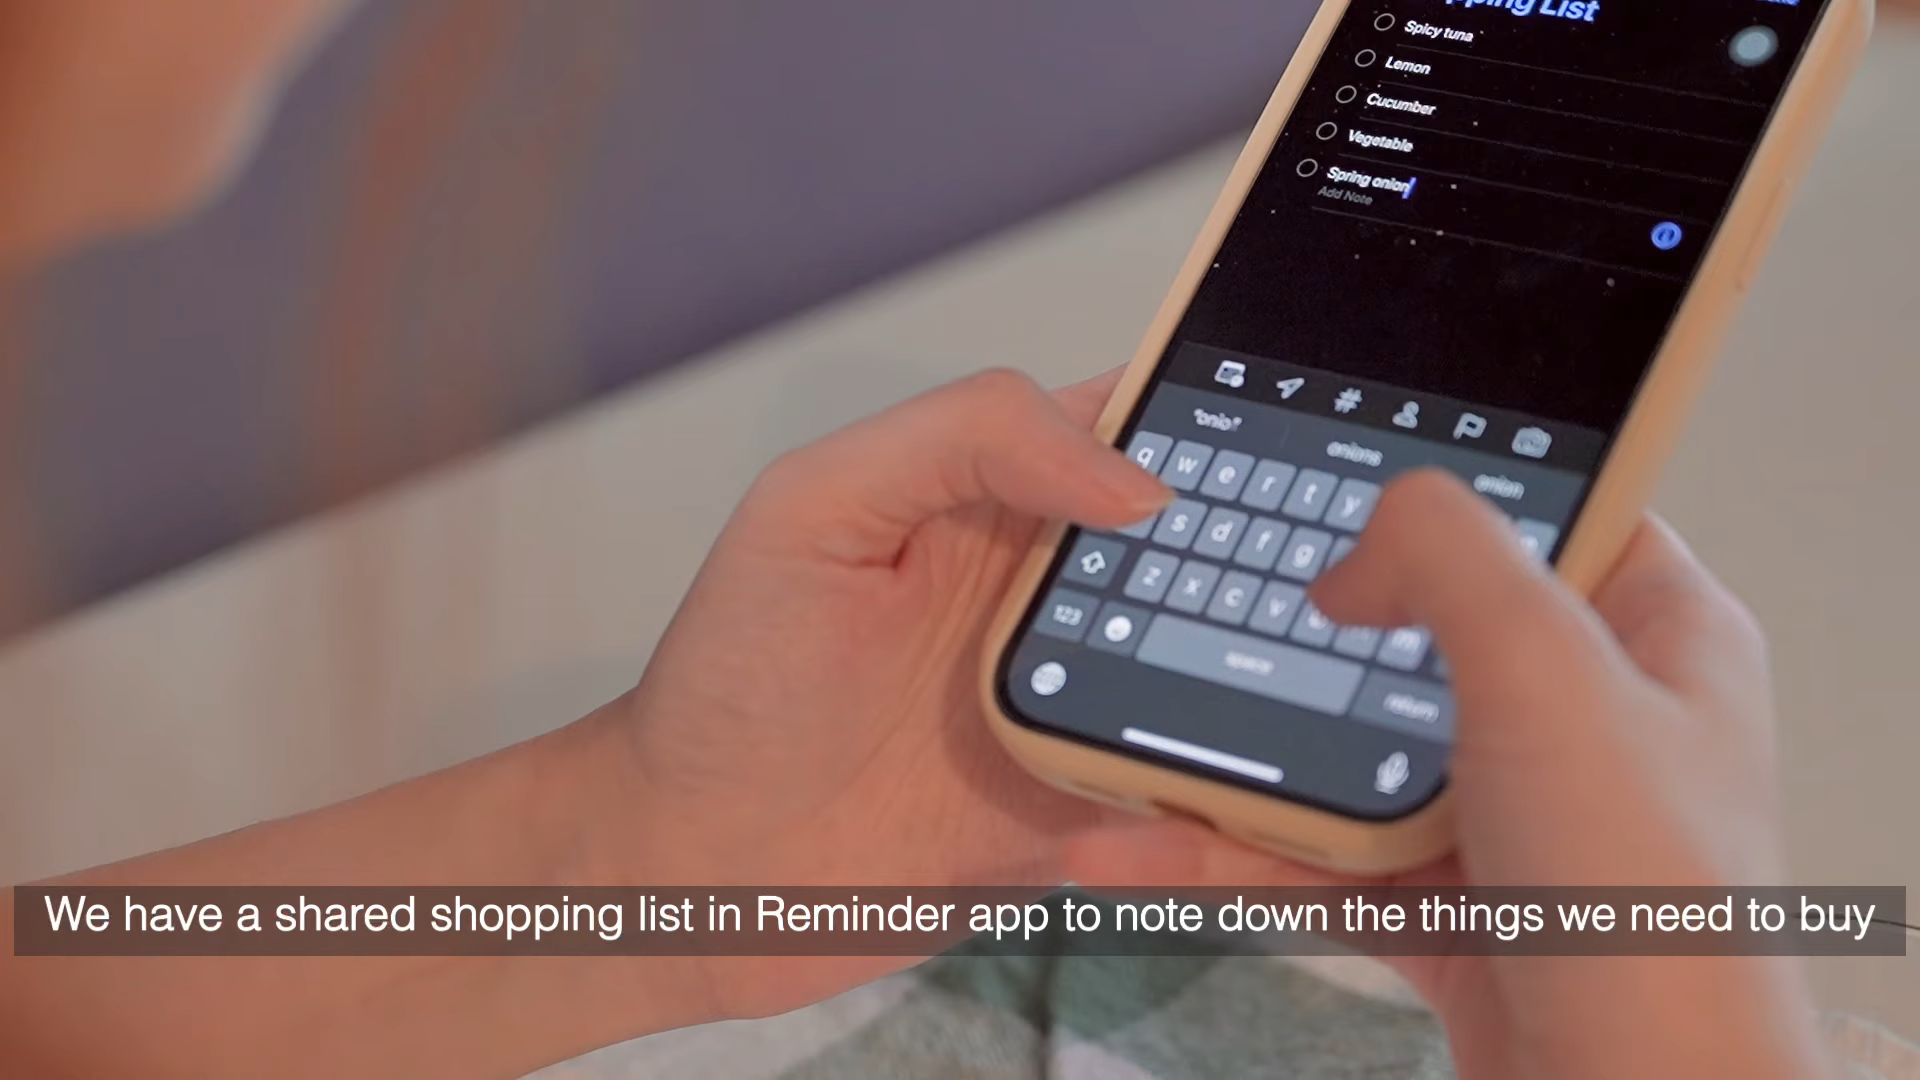 pping List
Spicy tuna
Lemon
Cucumber
Vegetable
Spring onion
Add Note
"onio" onions onion
q w e r t y
s d f g
z x c v m
123 space return
We have a shared shopping list in Reminder app to note down the things we need to buy